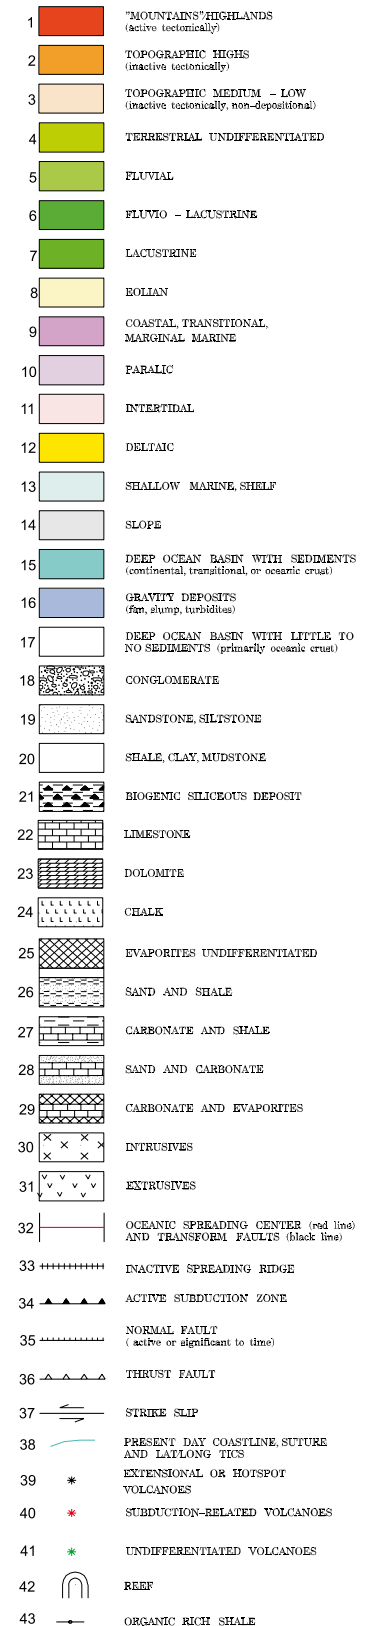 1 "MOUNTAINS"/HIGHLANDS
(active tectonically)
2 TOPOGRAPHIC HIGHS
(inactive tectonically)
3 TOPOGRAPHIC MEDIUM - LOW
(inactive tectonically, non-depositional)
4 TERRESTRIAL UNDIFFERENTIATED
5 FLUVIAL
6 FLUVIO - LACUSTRINE
7 LACUSTRINE
8 EOLIAN
9 COASTAL, TRANSITIONAL,
MARGINAL MARINE
10 PARALIC
11 INTERTIDAL
12 DELTAIC
13 SHALLOW MARINE, SHELF
14 SLOPE
15 DEEP OCEAN BASIN WITH SEDIMENTS
(continental, transitional, or oceanic crust)
16 GRAVITY DEPOSITS
(fan, slump, turbidites)
17 DEEP OCEAN BASIN WITH LITTLE TO
NO SEDIMENTS (primarily oceanic crust)
18 CONGLOMERATE
19 SANDSTONE, SILTSTONE
20 SHALE, CLAY, MUDSTONE
21 BIOGENIC SILICEOUS DEPOSIT
22 LIMESTONE
23 DOLOMITE
24 CHALK
25 EVAPORITES UNDIFFERENTIATED
26 SAND AND SHALE
27 CARBONATE AND SHALE
28 SAND AND CARBONATE
29 CARBONATE AND EVAPORITES
30 INTRUSIVES
31 EXTRUSIVES
32 OCEANIC SPREADING CENTER (red line)
AND TRANSFORM FAULTS (black line)
33 INACTIVE SPREADING RIDGE
34 ACTIVE SUBDUCTION ZONE
35 NORMAL FAULT
( active or significant to time)
36 THRUST FAULT
37 STRIKE SLIP
38 PRESENT DAY COASTLINE, SUTURE
AND LAT/LONG TICS
39 EXTENSIONAL OR HOTSPOT
VOLCANOES
40 SUBDUCTION-RELATED VOLCANOES
41 UNDIFFERENTIATED VOLCANOES
42 REEF
43 ORGANIC RICH SHALE